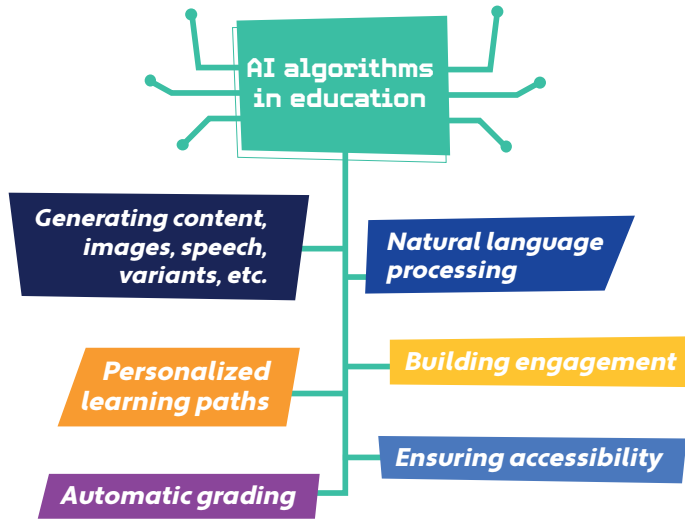 AI algorithms
in education
Generating content,
images, speech,
variants, etc.
Natural language
processing
Personalized
learning paths
Building engagement
Automatic grading
Ensuring accessibility